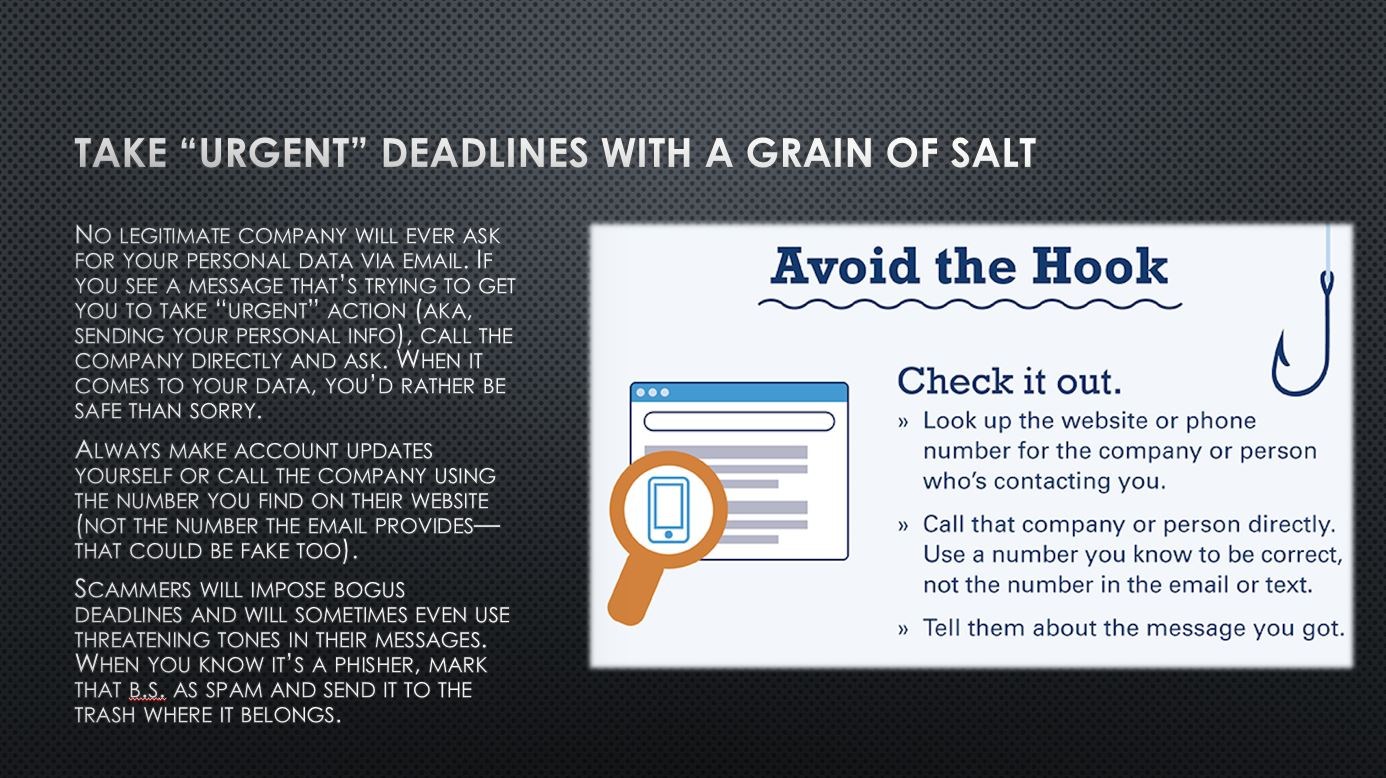 TAKE “URGENT” DEADLINES WITH A GRAIN OF SALT
NO LEGITIMATE COMPANY WILL EVER ASK
FOR YOUR PERSONAL DATA VIA EMAIL. IF
YOU SEE A MESSAGE THAT’S TRYING TO GET
YOU TO TAKE “URGENT” ACTION (AKA,
SENDING YOUR PERSONAL INFO), CALL THE
COMPANY DIRECTLY AND ASK. WHEN IT
COMES TO YOUR DATA, YOU’D RATHER BE
SAFE THAN SORRY.
ALWAYS MAKE ACCOUNT UPDATES
YOURSELF OR CALL THE COMPANY USING
THE NUMBER YOU FIND ON THEIR WEBSITE
(NOT THE NUMBER THE EMAIL PROVIDES—
THAT COULD BE FAKE TOO).
SCAMMERS WILL IMPOSE BOGUS
DEADLINES AND WILL SOMETIMES EVEN USE
THREATENING TONES IN THEIR MESSAGES.
WHEN YOU KNOW IT’S A PHISHER, MARK
THAT B.S. AS SPAM AND SEND IT TO THE
TRASH WHERE IT BELONGS.
Avoid the Hook
Check it out.
» Look up the website or phone
number for the company or person
who’s contacting you.
» Call that company or person directly.
Use a number you know to be correct,
not the number in the email or text.
» Tell them about the message you got.